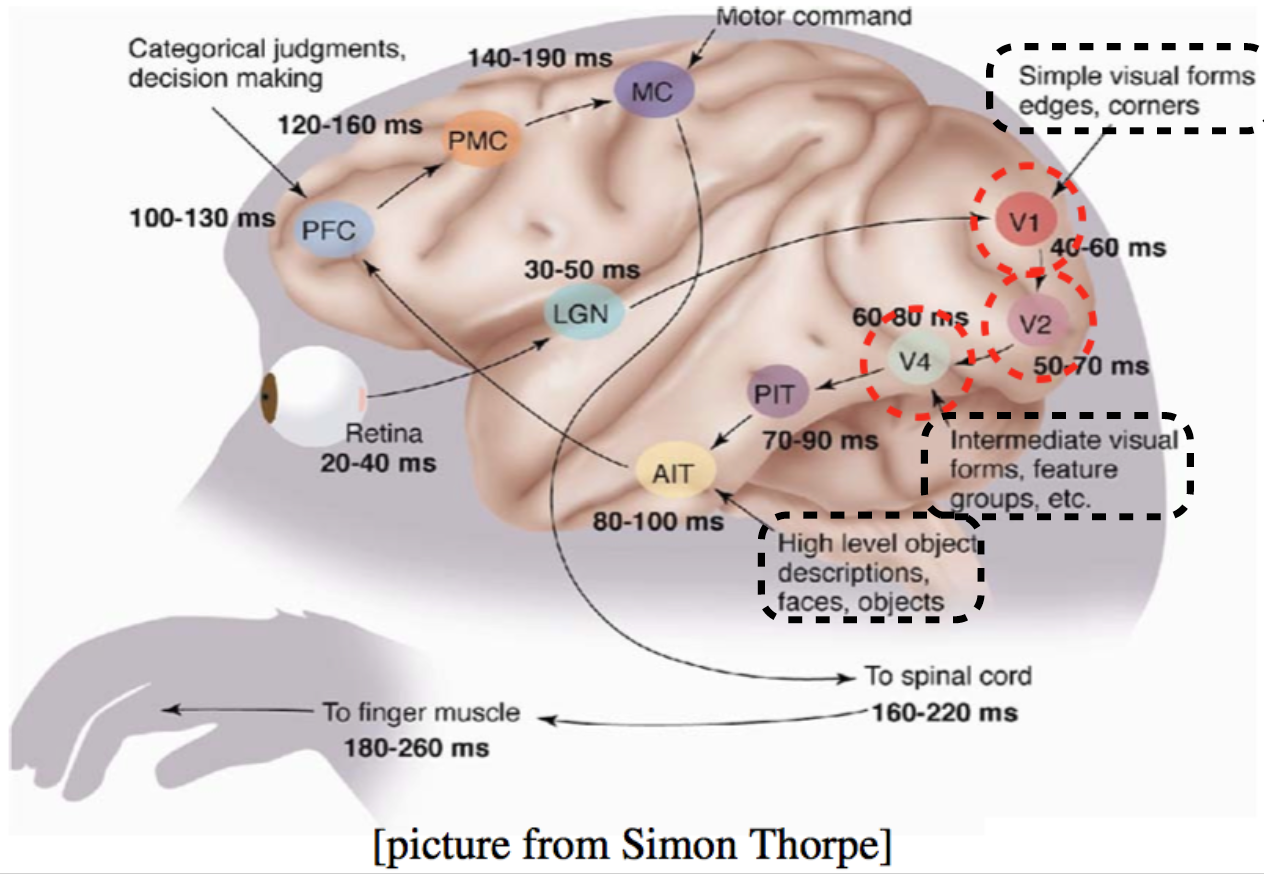 Motor command
Categorical judgments,
decision making
140-190 ms
MC
Simple visual forms
edges, corners
120-160 ms
PMC
100-130 ms
PFC
V1
40-60 ms
30-50 ms
LGN
60-80 ms
V2
V4
50-70 ms
PIT
70-90 ms
Retina
20-40 ms
Intermediate visual
forms, feature
groups, etc.
AIT
80-100 ms
High level object
descriptions,
faces, objects
To spinal cord
160-220 ms
To finger muscle
180-260 ms
[picture from Simon Thorpe]